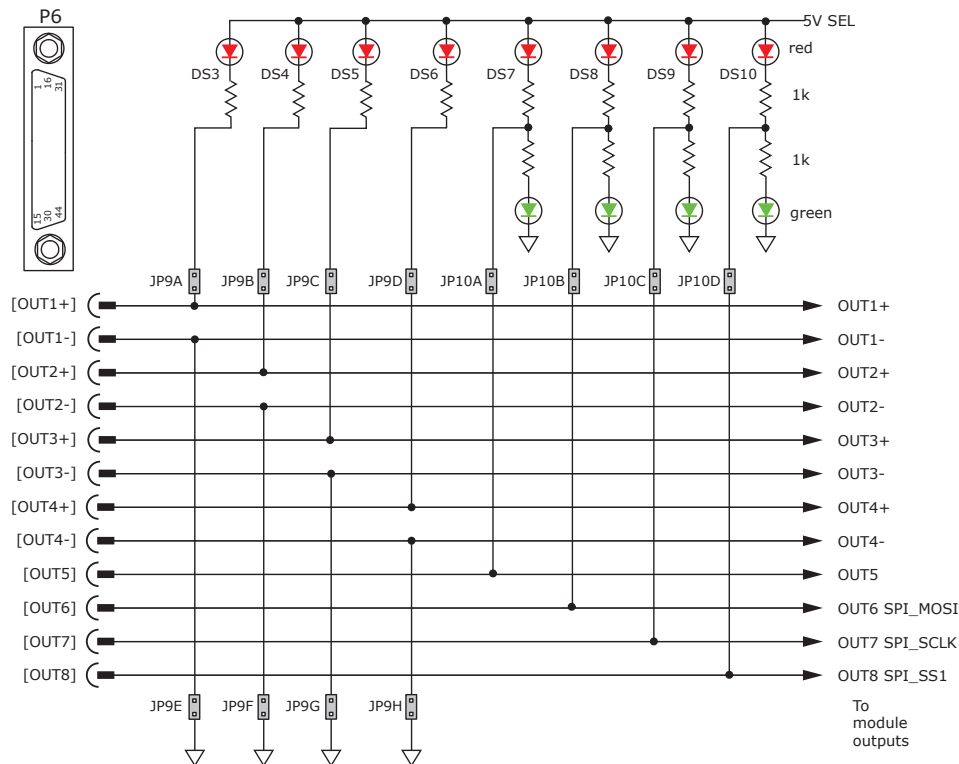 P6
1 16 31
15 30 44
5V SEL
red
DS3 DS4 DS5 DS6 DS7 DS8 DS9 DS10
1k
1k
green
JP9A JP9B JP9C JP9D JP10A JP10B JP10C JP10D
[OUT1+] OUT1+
[OUT1-] OUT1-
[OUT2+] OUT2+
[OUT2-] OUT2-
[OUT3+] OUT3+
[OUT3-] OUT3-
[OUT4+] OUT4+
[OUT4-] OUT4-
[OUT5] OUT5
[OUT6] OUT6 SPI_MOSI
[OUT7] OUT7 SPI_SCLK
[OUT8] OUT8 SPI_SS1
JP9E JP9F JP9G JP9H
To
module
outputs